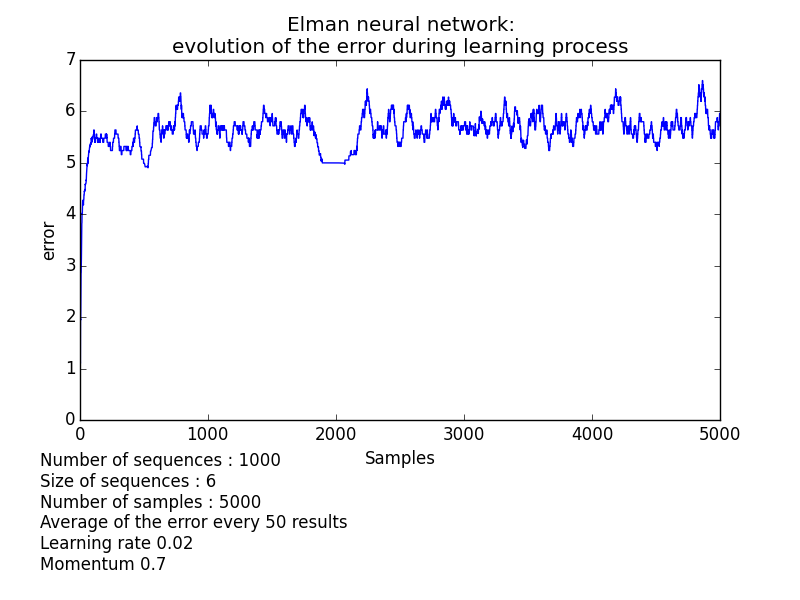 Elman neural network:
evolution of the error during learning process
7
6
5
4
3
2
1
0
error
0 1000 2000 3000 4000 5000
Samples
Number of sequences : 1000
Size of sequences : 6
Number of samples : 5000
Average of the error every 50 results
Learning rate 0.02
Momentum 0.7